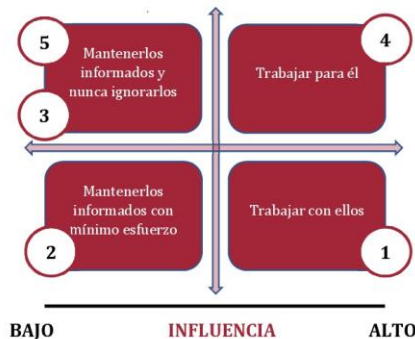 5
Mantenerlos
informados y
nunca ignorarlos
3
Trabajar para él
4
Mantenerlos
informados con
mínimo esfuerzo
2
Trabajar con ellos
1
BAJO INFLUENCIA ALTO